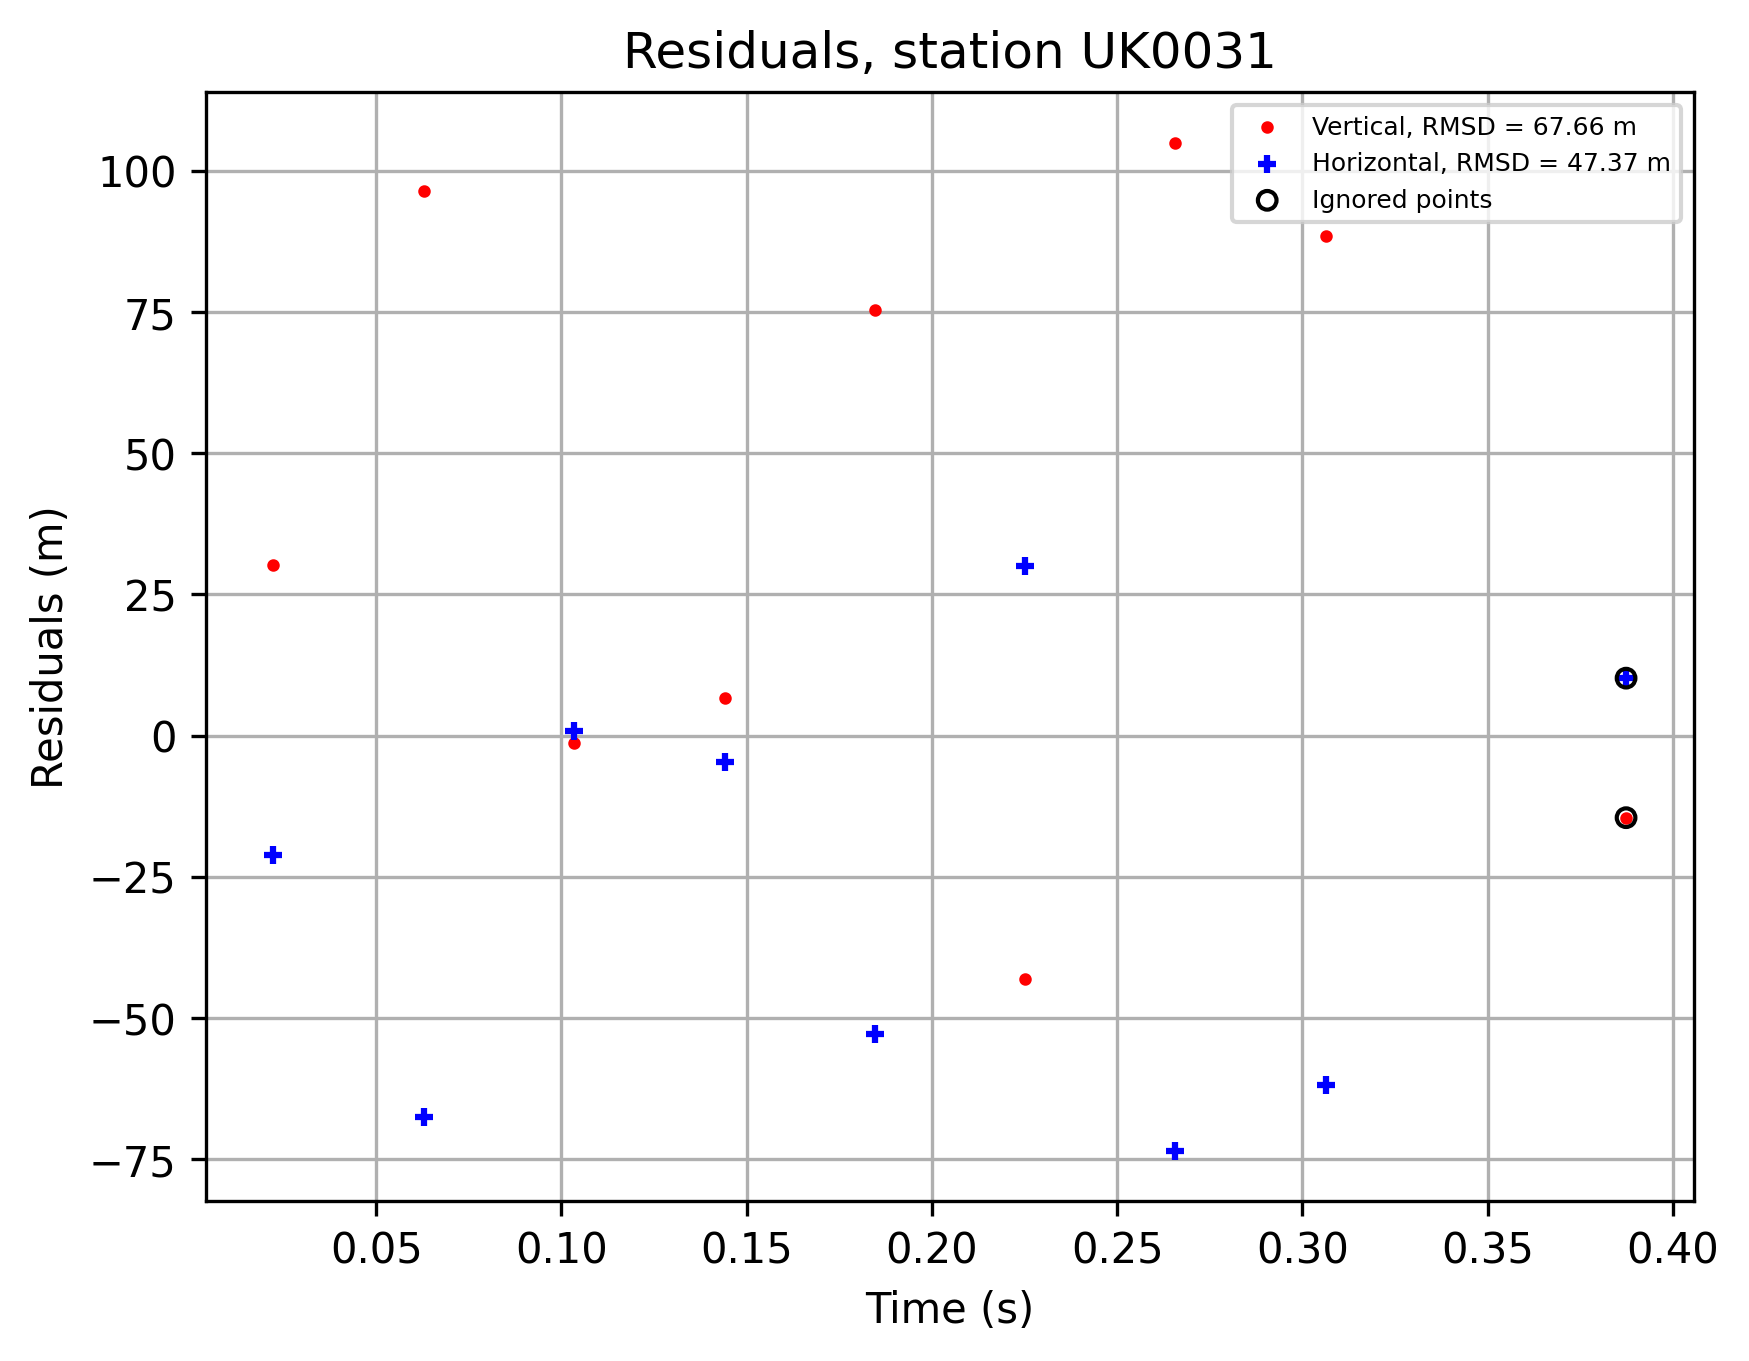 Residuals, station UK0031
Vertical, RMSD = 67.66 m
Horizontal, RMSD = 47.37 m
Ignored points
Residuals (m)
100
75
50
25
0
−25
−50
−75
0.05 0.10 0.15 0.20 0.25 0.30 0.35 0.40
Time (s)